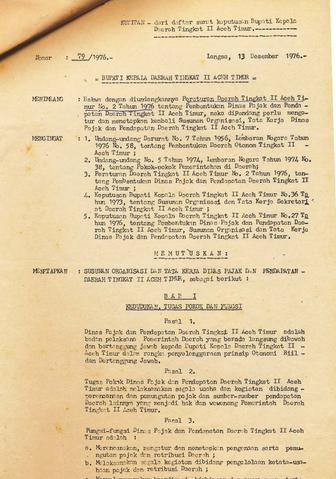 KUTIPAN - dari daftar surat keputusan Bupati Kepala
Daerah Tingkat II Aceh Timur.
Nomor : 79 /1976.- Langsa, 13 Desember 1976.-
" BUPATI KEPALA DAERAH TINGKAT II ACEH TIMUR "
MENIMBANG : Bahwa dengan diundangkannya Peraturan Daerah Tingkat II Aceh Ti-
mur No. 2 Tahun 1976 tentang Pembentukan Dinas Pajak dan Penda-
patan Daerah Tingkat II Aceh Timur, maka dipandang perlu mengа-
tur dan menetapkan kembali Susunan Organisasi, Tata Kerja Dinas
Pajak dan Pendapatan Daerah Tingkat II Aceh Timur.
MENGINGAT : 1. Undang-undang Darurat No. 7 Tahun 1956, Lembaran Negara Tahun
1956 No. 58, tentang Pembentukan Daerah Otonom Tingkat II
Aceh Timur ;
2. Undang-undang No. 5 Tahun 1974, Lembaran Negara Tahun 1974 No.
38, tentang Pokok-pokok Pemerintahan di Daerah;
3. Peraturan Daerah Tingkat II Aceh Timur No. 2 Tahun 1976, ten-
tang Pembentukan Dinas Pajak dan Pendapatan Daerah Tingkat II
Aceh Timur ;
4. Keputusan Bupati Kepala Daerah Tingkat II Aceh Timur No.36 Tg
hun 1973, tentang Susunan Organisasi dan Tata Kerja Sekretari
at Daerah Tingkat II Aceh Timur ;
5. Keputusan Bupati Kepala Daerah Tingkat II Aceh Timur No.27 Tg
hun 1976, tentang Pembentukan Dinas Pajak dan Pendapatan Dae-
rah Tingkat II Aceh Timur, Susunan Organisasi dan Tata Kerja
Dinas Pajak dan Pendapatan Daerah Tingkat II Aceh Timur.
M E M U T U S K A N :
MENETAPKAN : SUSUNAN ORGANISASI DAN TATA KERJA DINAS PAJAK DAN PENDAPATAN -
DAERAH TINGKAT II ACEH TIMUR, sebagai berikut :
B A B I
KEDUDUKAN, TUGAS POKOK DAN FUNGSI
Pasal 1.
Dinas Pajak dan Pendapatan Daerah Tingkat II Aceh Timur adalah
badan pelaksana Pemerintah Daerah yang berada langsung dibawah
dan bertanggung jawab kepada Bupati Kepala Daerah Tingkat II -
Aceh Timur dalam rangka penyelenggaraan prinsip Otonomi Riil -
dan Bertanggung Jawab.
Pasal 2.
Tugas Pokok Dinas Pajak dan Pendapatan Daerah Tingkat II Aceh
Timur adalah melaksanakan segala usaha dan kegiatan dibidang -
perencanaan dan pemungutan pajak dan sumber-sumber pendapatan
Daerah lainnya yang menjadi hak dan wewenang Pemerintah Daerah
Tingkat II Aceh Timur.
Pasal 3.
Fungsi-fungsi Dinas Pajak dan Pendapatan Daerah Tingkat II Aceh
Timur adalah :
a. Merencanakan, mengatur dan menetapkan pengenaan serta pemu-
ngutan pajak dan retribusi Daerah ;
b. Melaksanakan segala kegiatan dibidang pengelolaan ketata-usa-
haan pajak dan retribusi Daerah ;